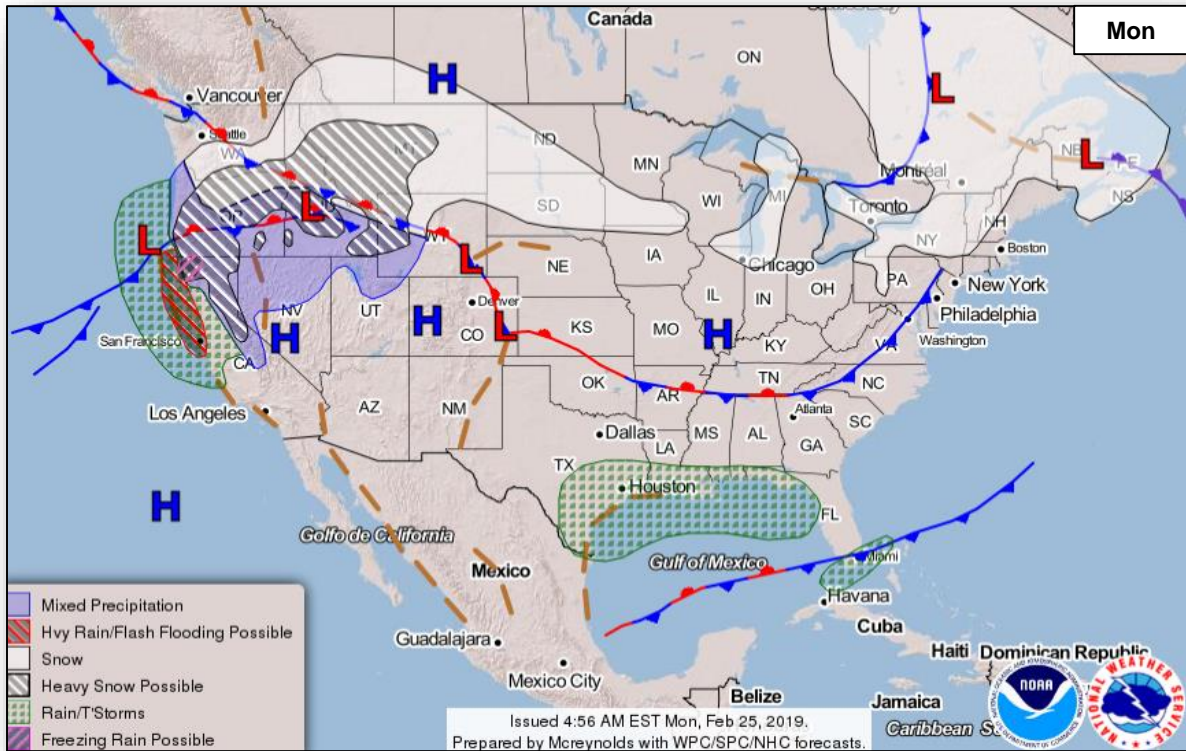 Canada
Mon
H
ON
Vancouver
L
Seattle
WA
MT
ND
MN
NB
L
PE
Montréal
NS
OR
L
ID
SD
WI
MI
Toronto
NH
L
WY
NY
Boston
L
NE
IA
Chicago
PA
New York
NV
UT
Denver
IL
IN
OH
Philadelphia
H
H
CO
L
KS
MO
H
KY
VA
Washington
San Francisco
CA
OK
TN
NC
AR
Los Angeles
AZ
NM
Atlanta
SC
Dallas
MS
AL
GA
LA
TX
H
Houston
FL
Golfo de California
Gulf of Mexico
Miami
Mexico
Havana
Cuba
Guadalajara
Haiti
Dominican Republic
Mexico City
Belize
Jamaica
Caribbean S
Mixed Precipitation
Hvy Rain/Flash Flooding Possible
Snow
Heavy Snow Possible
Rain/T'Storms
Freezing Rain Possible
Issued 4:56 AM EST Mon, Feb 25, 2019.
Prepared by Mcreynolds with WPC/SPC/NHC forecasts.
NOAA
NATIONAL WEATHER SERVICE